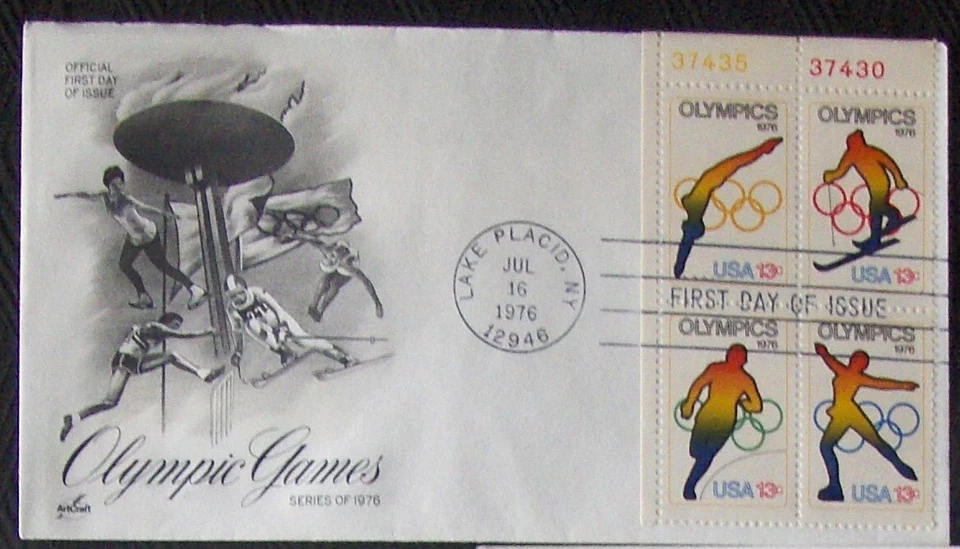 OFFICIAL
FIRST DAY
OF ISSUE
Olympic Games
SERIES OF 1976
ArtCraft
LAKE PLACID, NY
JUL
16
1976
12946
FIRST DAY OF ISSUE
37435
37430
OLYMPICS
1976
USA 13c
OLYMPICS
1976
USA 13c
OLYMPICS
1976
USA 13c
OLYMPICS
1976
USA 13c